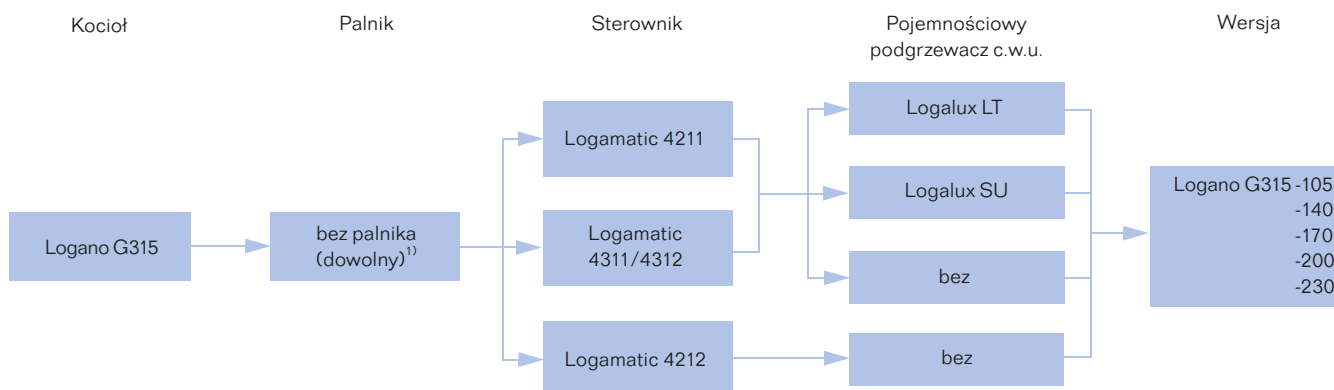 Kocioł
Palnik
Sterownik
Pojemnościowy
podgrzewacz c.w.u.
Wersja
Logano G315
bez palnika
(dowolny)¹⁾
Logamatic 4211
Logamatic
4311/4312
Logamatic 4212
Logalux LT
Logalux SU
bez
bez
Logano G315 -105
-140
-170
-200
-230